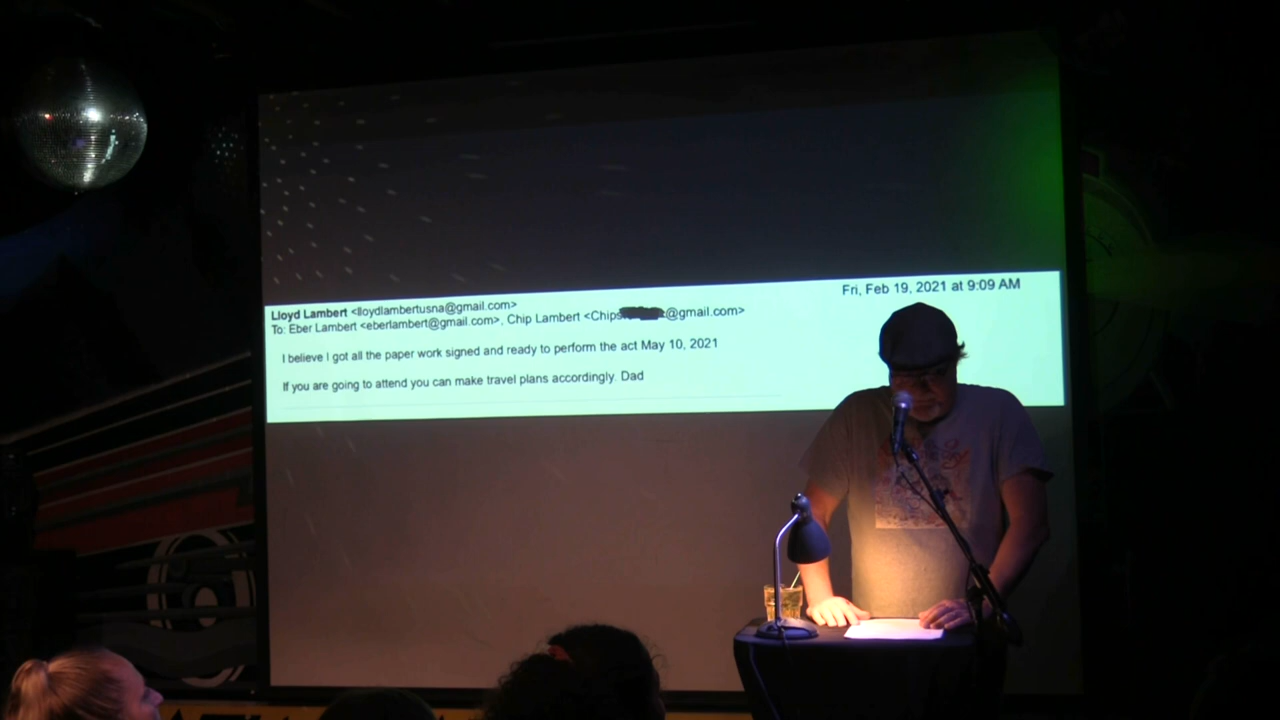 Fri, Feb 19, 2021 at 9:09 AM
Lloyd Lambert <lloydlambertusna@gmail.com>
To: Eber Lambert <eberlambert@gmail.com>, Chip Lambert <Chips @gmail.com>
I believe I got all the paper work signed and ready to perform the act May 10, 2021
If you are going to attend you can make travel plans accordingly. Dad